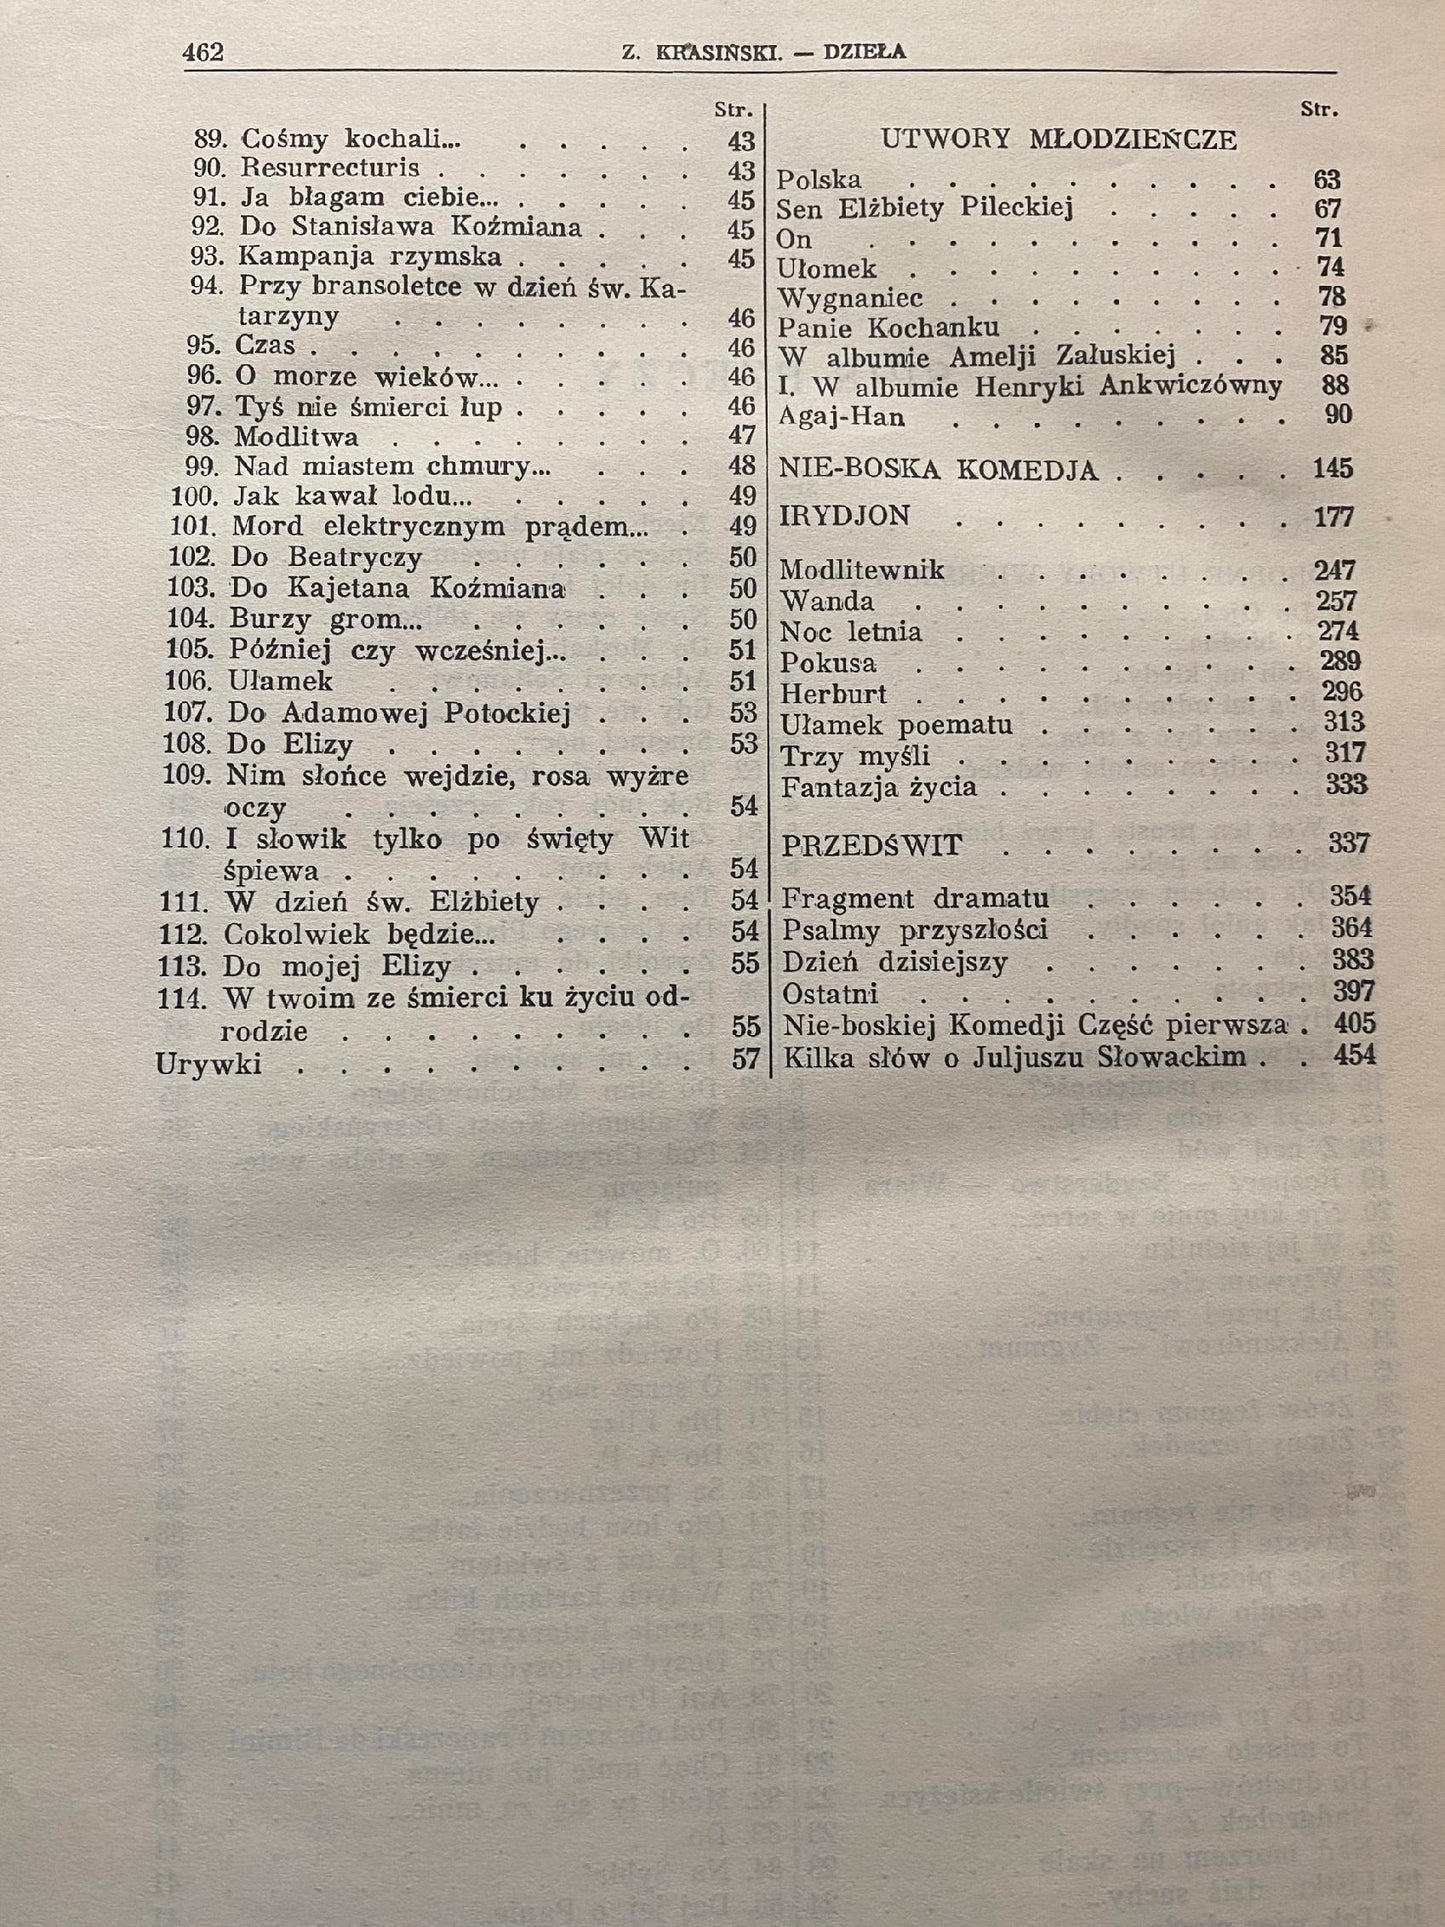 462
Z. KRASIŃSKI. — DZIEŁA
Str.
89. Cośmy kochali... . . . . . 43
90. Resurrecturis . . . . . . . 43
91. Ja błagam ciebie... . . . . . 45
92. Do Stanisława Koźmiana . . . 45
93. Kampanja rzymska . . . . . 45
94. Przy bransoletce w dzień św. Ka-
tarzyny . . . . . . . . 46
95. Czas . . . . . . . . . . 46
96. O morze wieków... . . . . . 46
97. Tyś nie śmierci łup . . . . . 46
98. Modlitwa . . . . . . . . 47
99. Nad miastem chmury... . . . 48
100. Jak kawał lodu... . . . . . 49
101. Mord elektrycznym prądem... . 49
102. Do Beatryczy . . . . . . 50
103. Do Kajetana Koźmiana . . . 50
104. Burzy grom... . . . . . . 50
105. Później czy wcześniej... . . . 51
106. Ułamek . . . . . . . . 51
107. Do Adamowej Potockiej . . . 53
108. Do Elizy . . . . . . . . 53
109. Nim słońce wejdzie, rosa wyżre
oczy . . . . . . . . . 54
110. I słowik tylko po święty Wit
śpiewa . . . . . . . . . 54
111. W dzień św. Elżbiety . . . . 54
112. Cokolwiek będzie... . . . . 54
113. Do mojej Elizy . . . . . . 55
114. W twoim ze śmierci ku życiu od-
rodzie . . . . . . . . . 55
Urywki . . . . . . . . . . 57
Str.
UTWORY MŁODZIEŃCZE
Polska . . . . . . . . . . 63
Sen Elżbiety Pileckiej . . . . . 67
On . . . . . . . . . . . 71
Ułomek . . . . . . . . . . 74
Wygnaniec . . . . . . . . . 78
Panie Kochanku . . . . . . . 79
W albumie Amelji Załuskiej . . . 85
I. W albumie Henryki Ankwiczówny 88
Agaj-Han . . . . . . . . . 90
NIE-BOSKA KOMEDJA . . . . . 145
IRYDJON . . . . . . . . . 177
Modlitewnik . . . . . . . . 247
Wanda . . . . . . . . . . 257
Noc letnia . . . . . . . . . 274
Pokusa . . . . . . . . . . 289
Herburt . . . . . . . . . . 296
Ułamek poematu . . . . . . . 313
Trzy myśli . . . . . . . . . 317
Fantazja życia . . . . . . . . 333
PRZEDŚWIT . . . . . . . . 337
Fragment dramatu . . . . . . 354
Psalmy przyszłości . . . . . . 364
Dzień dzisiejszy . . . . . . . 383
Ostatni . . . . . . . . . . 397
Nie-boskiej Komedji Część pierwsza . 405
Kilka słów o Juljuszu Słowackim . . 454